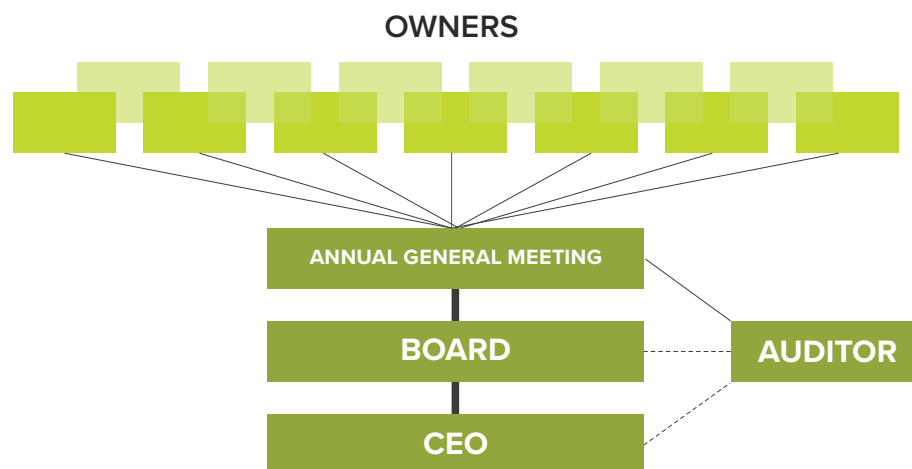 OWNERS
ANNUAL GENERAL MEETING
BOARD
AUDITOR
CEO